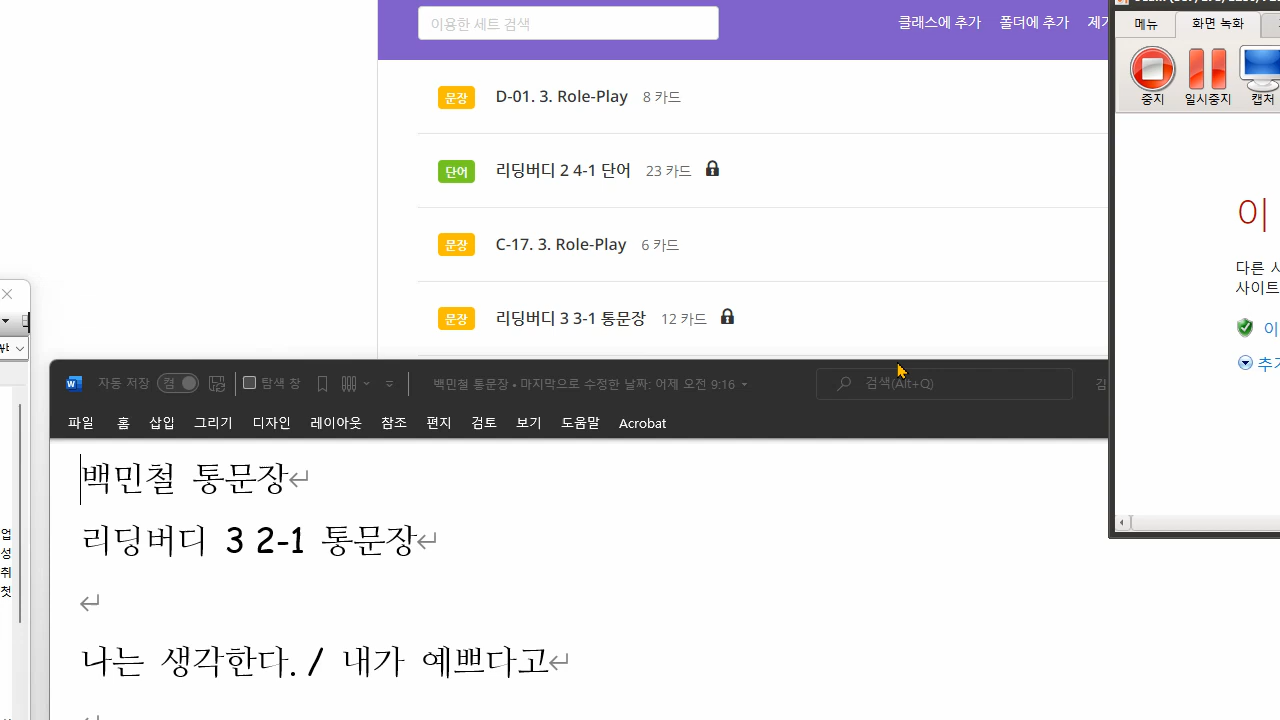 이용한 세트 검색
클래스에 추가 폴더에 추가
문장 D-01. 3. Role-Play 8 카드
단어 리딩버디 2 4-1 단어 23 카드
문장 C-17. 3. Role-Play 6 카드
문장 리딩버디 3 3-1 통문장 12 카드
메뉴 화면 녹화
중지 일시중지 캡처
이
다른
사이트
이
업
성
취
첫
자동 저장 켬 탐색 창 백민철 통문장 • 마지막으로 수정한 날짜: 어제 오전 9:16 검색(Alt+Q)
파일 홈 삽입 그리기 디자인 레이아웃 참조 편지 검토 보기 도움말 Acrobat
백민철 통문장
리딩버디 3 2-1 통문장
나는 생각한다. / 내가 예쁘다고